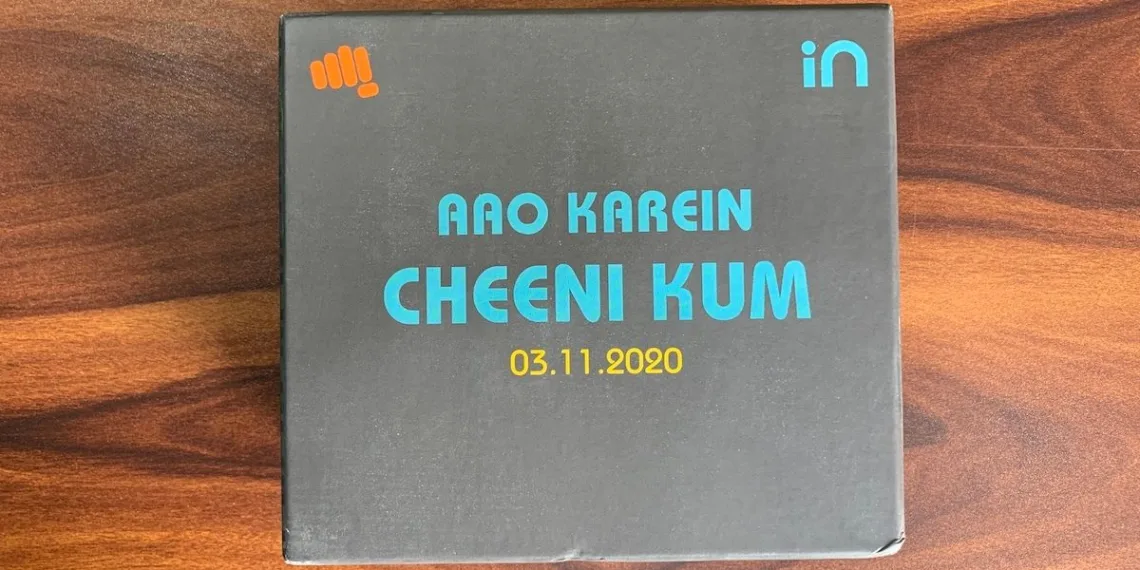 in
AAO KAREIN
CHEENI KUM
03.11.2020